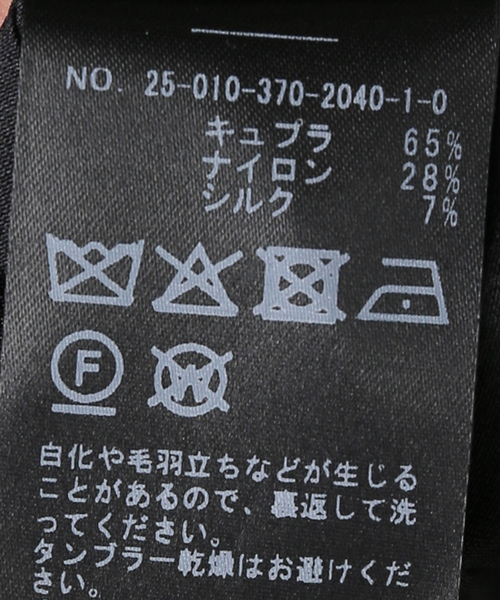 NO. 25-010-370-2040-1-0
キュプラ 65%
ナイロン 28%
シルク 7%
F W
白化や毛羽立ちなどが生じる
ことがあるので、裏返して洗
ってください。
タンブラー乾燥はお避けくだ
さい。